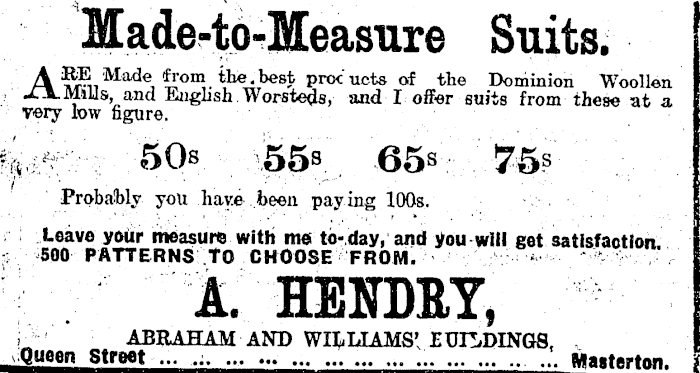 Made-to-Measure Suits.
ARE Made from the best products of the Dominion Woollen
Mills, and English Worsteds, and I offer suits from these at a
very low figure.
50s 55s 65s 75s
Probably you have been paying 100s.
Leave your measure with me to-day, and you will get satisfaction.
500 PATTERNS TO CHOOSE FROM.
A. HENDRY,
ABRAHAM AND WILLIAMS' BUILDINGS,
Queen Street ... ... ... ... ... ... ... ... ... ... ... ... ... Masterton.